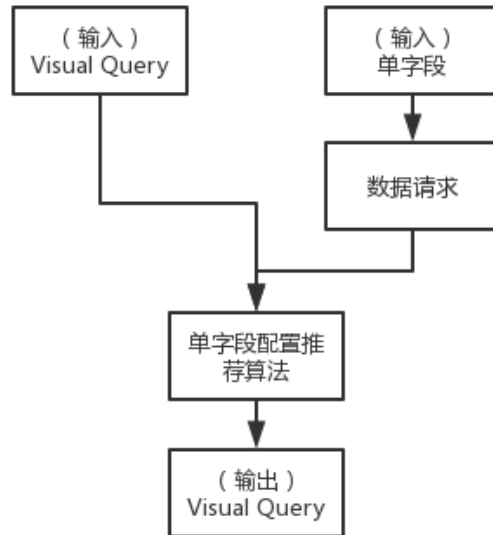 （输入）
Visual Query
（输入）
单字段
数据请求
单字段配置推
荐算法
（输出）
Visual Query